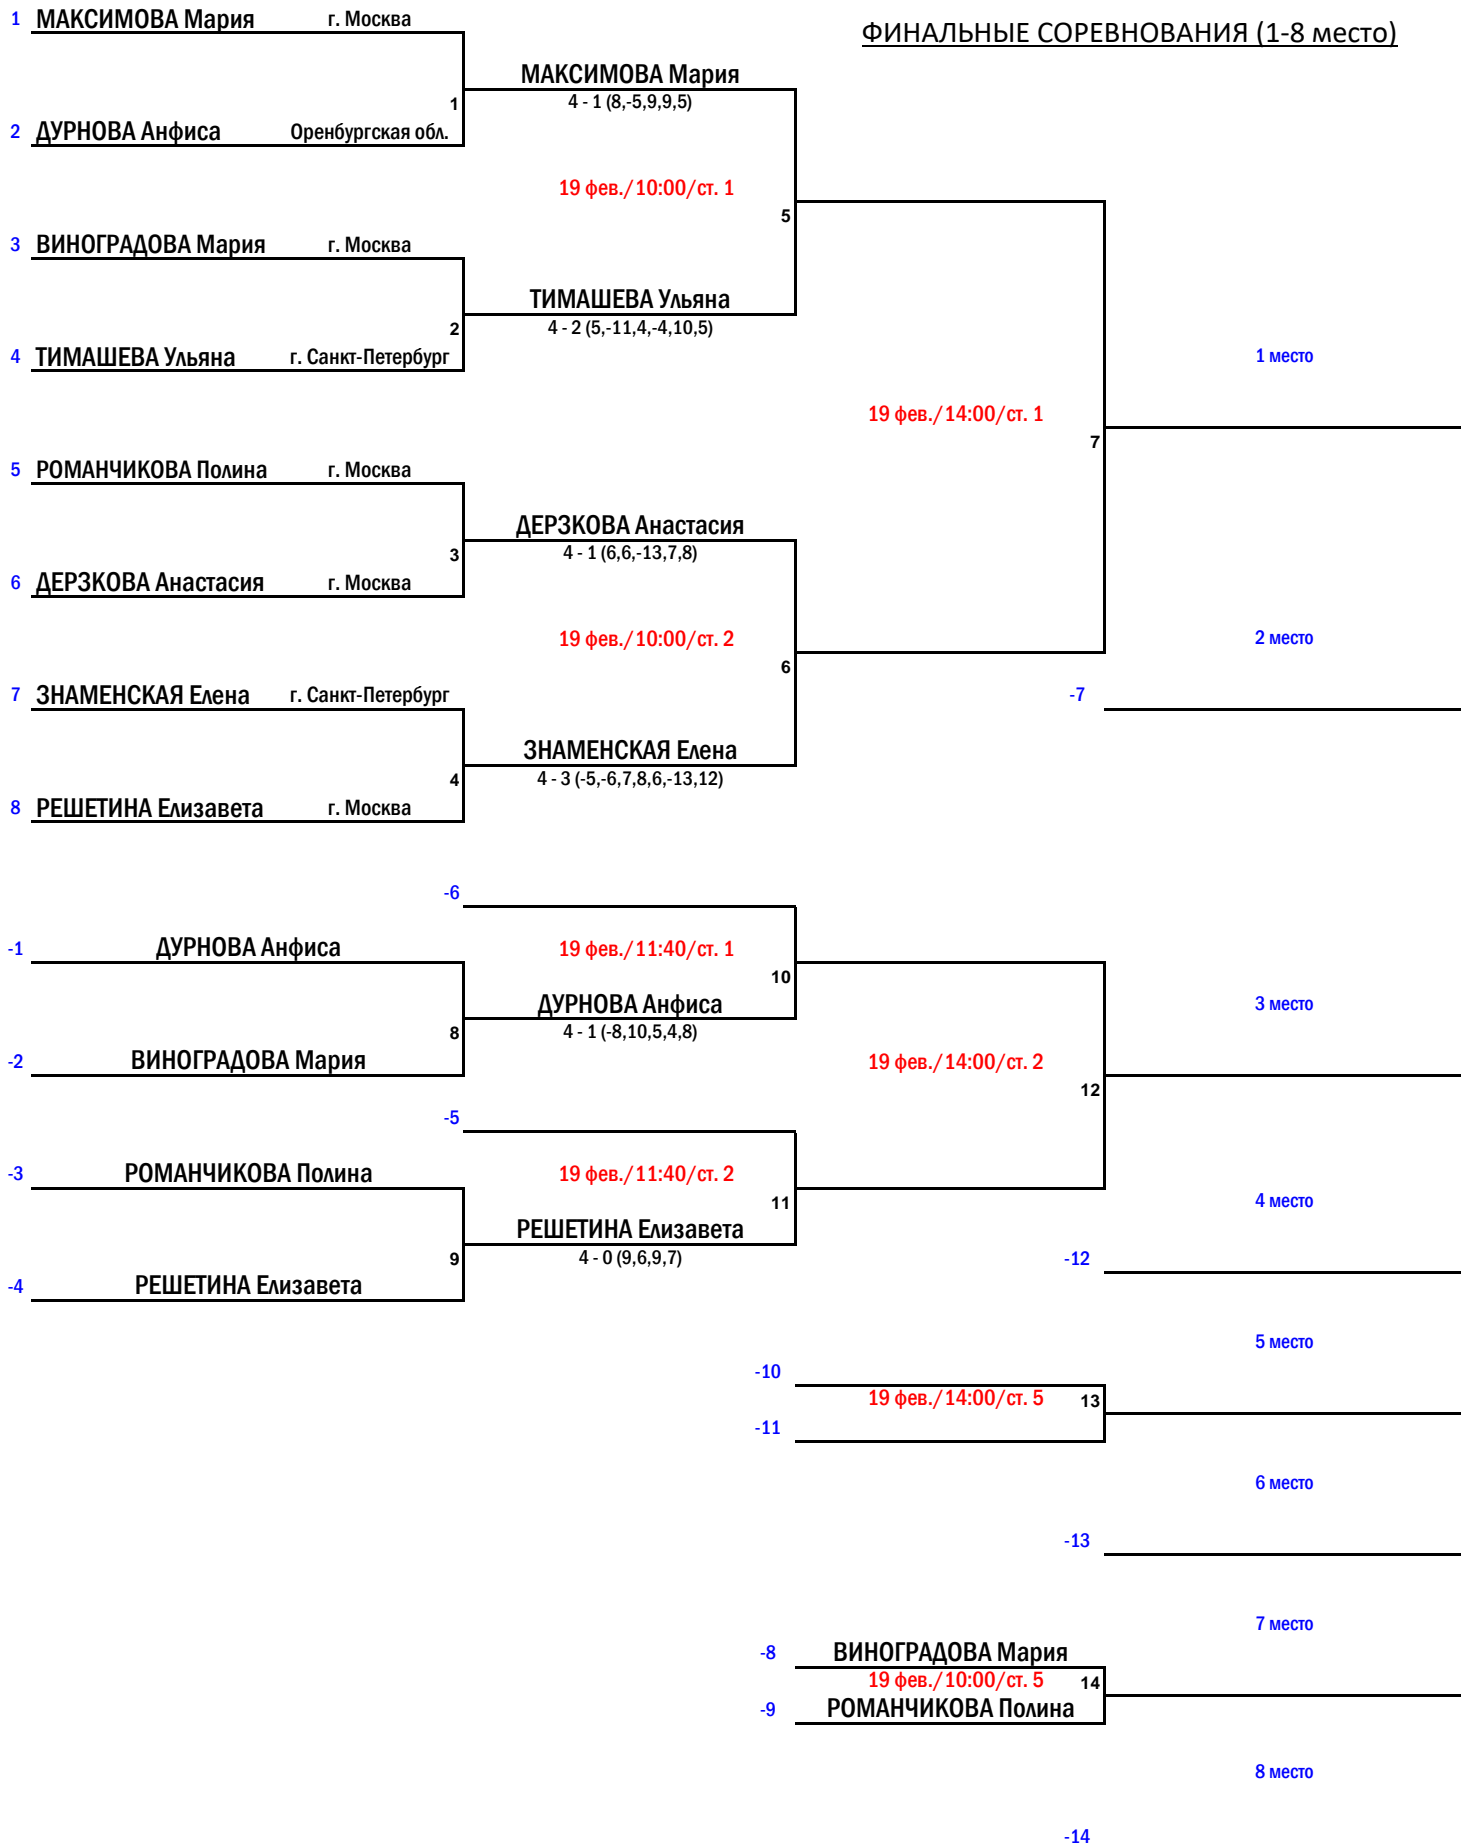 1 МАКСИМОВА Мария г. Москва
ФИНАЛЬНЫЕ СОРЕВНОВАНИЯ (1-8 место)
МАКСИМОВА Мария
1 4 - 1 (8,-5,9,9,5)
2 ДУРНОВА Анфиса Оренбургская обл.
19 фев./10:00/ст. 1
5
3 ВИНОГРАДОВА Мария г. Москва
ТИМАШЕВА Ульяна
2 4 - 2 (5,-11,4,-4,10,5)
4 ТИМАШЕВА Ульяна г. Санкт-Петербург 1 место
19 фев./14:00/ст. 1
7
5 РОМАНЧИКОВА Полина г. Москва
ДЕРЗКОВА Анастасия
3 4 - 1 (6,6,-13,7,8)
6 ДЕРЗКОВА Анастасия г. Москва
19 фев./10:00/ст. 2 2 место
6
7 ЗНАМЕНСКАЯ Елена г. Санкт-Петербург -7
ЗНАМЕНСКАЯ Елена
4 4 - 3 (-5,-6,7,8,6,-13,12)
8 РЕШЕТИНА Елизавета г. Москва
-6
-1 ДУРНОВА Анфиса 19 фев./11:40/ст. 1
10
ДУРНОВА Анфиса 3 место
8 4 - 1 (-8,10,5,4,8)
-2 ВИНОГРАДОВА Мария 19 фев./14:00/ст. 2
12
-5
-3 РОМАНЧИКОВА Полина 19 фев./11:40/ст. 2
11 4 место
РЕШЕТИНА Елизавета
9 4 - 0 (9,6,9,7) -12
-4 РЕШЕТИНА Елизавета
5 место
-10
19 фев./14:00/ст. 5 13
-11
6 место
-13
7 место
-8 ВИНОГРАДОВА Мария
19 фев./10:00/ст. 5 14
-9 РОМАНЧИКОВА Полина
8 место
-14